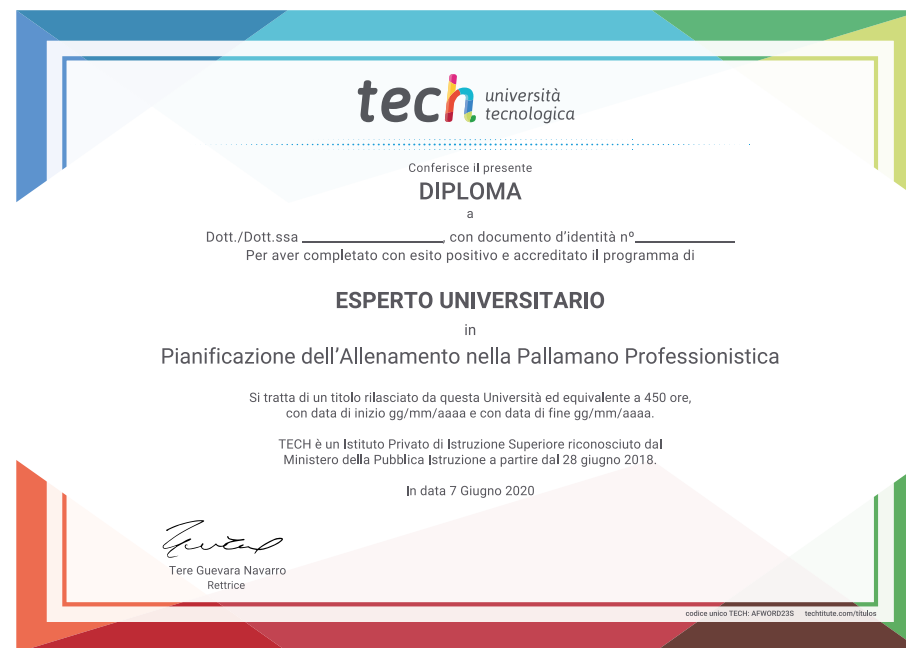 tech università
tecnologica
Conferisce il presente
DIPLOMA
a
Dott./Dott.ssa ____________________, con documento d'identità nº______________
Per aver completato con esito positivo e accreditato il programma di
ESPERTO UNIVERSITARIO
in
Pianificazione dell'Allenamento nella Pallamano Professionistica
Si tratta di un titolo rilasciato da questa Università ed equivalente a 450 ore,
con data di inizio gg/mm/aaaa e con data di fine gg/mm/aaaa.
TECH è un Istituto Privato di Istruzione Superiore riconosciuto dal
Ministero della Pubblica Istruzione a partire dal 28 giugno 2018.
In data 7 Giugno 2020
Tere Guevara Navarro
Rettrice
codice unico TECH: AFWORD23S techtitute.com/títulos